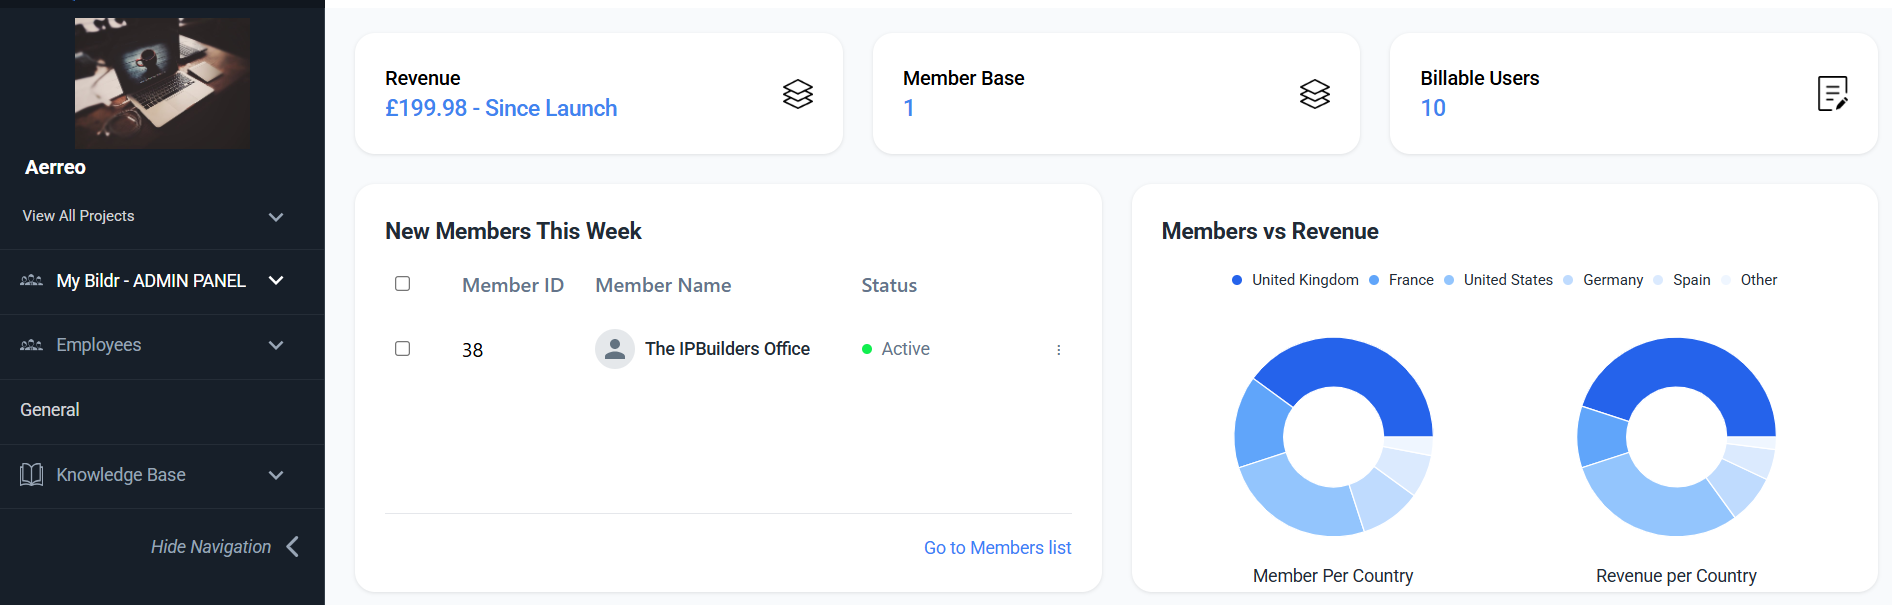 Aerreo
View All Projects
My Bildr - ADMIN PANEL
Employees
General
Knowledge Base
Hide Navigation
Revenue
£199.98 - Since Launch
Member Base
1
Billable Users
10
New Members This Week
Member ID Member Name Status
38 The IPBuilders Office Active
Go to Members list
Members vs Revenue
United Kingdom France United States Germany Spain Other
Member Per Country
Revenue per Country